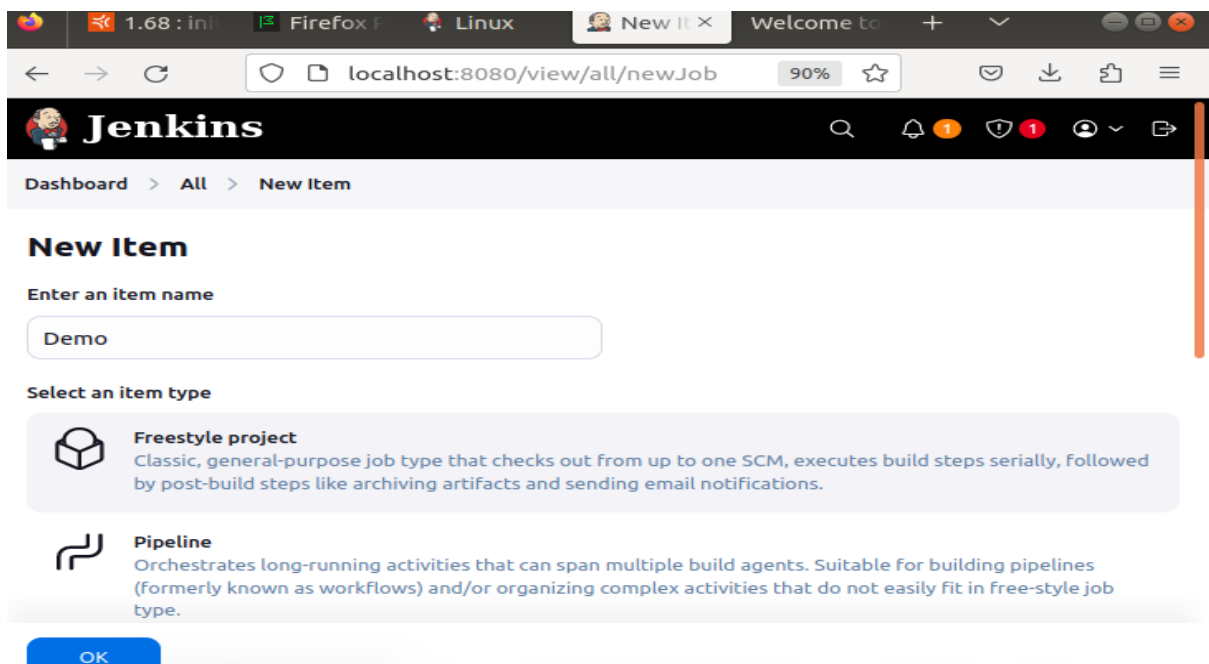 1.68 : ini
Firefox F
Linux
New It
Welcome to
localhost:8080/view/all/newJob
90%
Jenkins
1
1
Dashboard > All > New Item
New Item
Enter an item name
Demo
Select an item type
Freestyle project
Classic, general-purpose job type that checks out from up to one SCM, executes build steps serially, followed
by post-build steps like archiving artifacts and sending email notifications.
Pipeline
Orchestrates long-running activities that can span multiple build agents. Suitable for building pipelines
(formerly known as workflows) and/or organizing complex activities that do not easily fit in free-style job
type.
OK